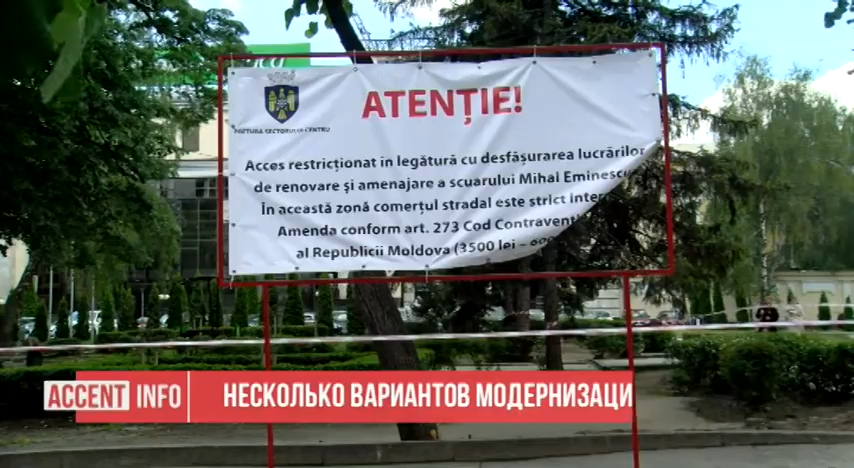 ATENȚIE!
PRETURA SECTORULUI CENTRU
Acces restricționat în legătură cu desfășurarea lucrărilor
de renovare și amenajare a scuarului Mihai Eminescu
În această zonă comerțul stradal este strict
Amenda conform art. 273 Cod
al Republicii Moldova (3500 lei –
ACCENT INFO
НЕСКОЛЬКО ВАРИАНТОВ МОДЕРНИЗАЦИ